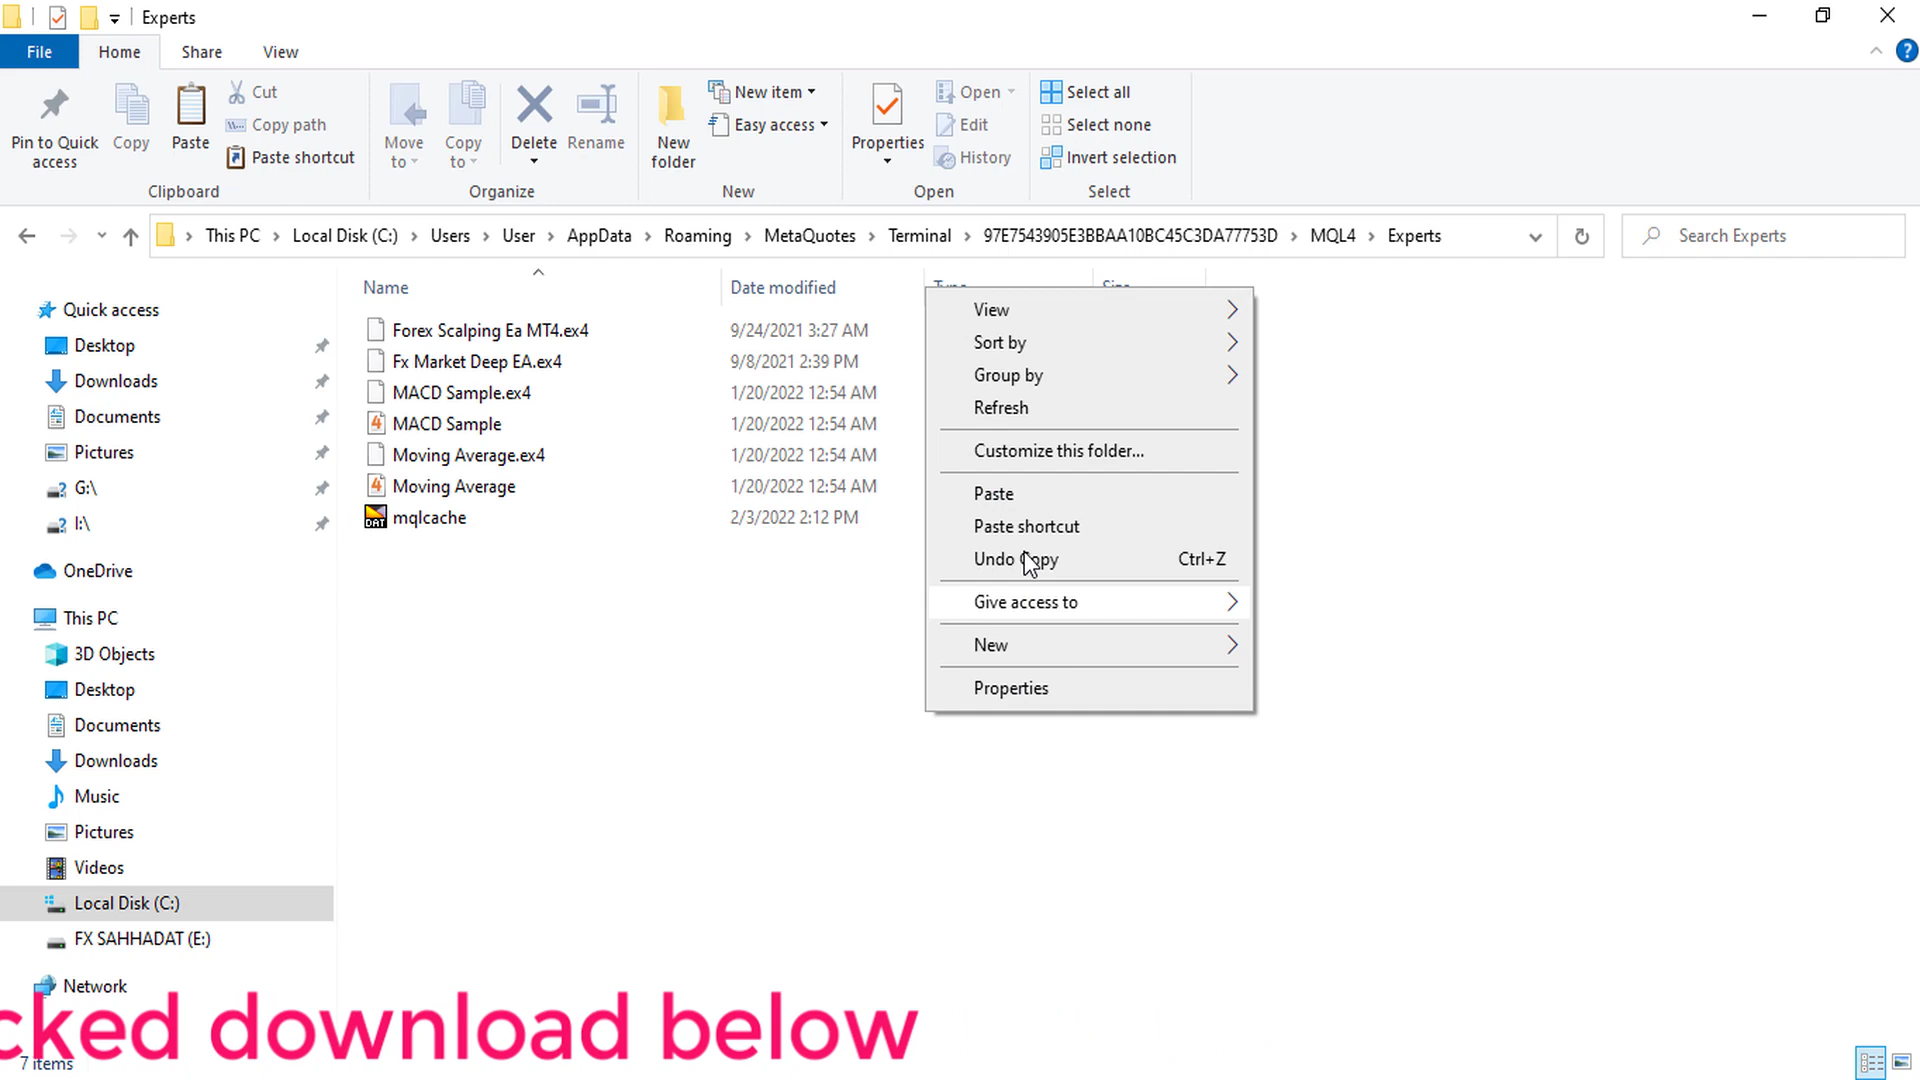 Experts
File
Home
Share
View
Pin to Quick access
Copy
Paste
Cut
Copy path
Paste shortcut
Clipboard
Move to
Copy to
Delete
Rename
Organize
New folder
New item
Easy access
New
Properties
Open
Edit
History
Open
Select all
Select none
Invert selection
Select
This PC > Local Disk (C:) > Users > User > AppData > Roaming > MetaQuotes > Terminal > 97E7543905E3BBAA10BC45C3DA77753D > MQL4 > Experts
Search Experts
Quick access
Desktop
Downloads
Documents
Pictures
G:\
I:\
OneDrive
This PC
3D Objects
Desktop
Documents
Downloads
Music
Pictures
Videos
Local Disk (C:)
FX SAHHADAT (E:)
Network
Name Date modified Type Size
Forex Scalping Ea MT4.ex4 9/24/2021 3:27 AM
Fx Market Deep EA.ex4 9/8/2021 2:39 PM
MACD Sample.ex4 1/20/2022 12:54 AM
MACD Sample 1/20/2022 12:54 AM
Moving Average.ex4 1/20/2022 12:54 AM
Moving Average 1/20/2022 12:54 AM
mqlcache 2/3/2022 2:12 PM
View
Sort by
Group by
Refresh
Customize this folder...
Paste
Paste shortcut
Undo Copy Ctrl+Z
Give access to
New
Properties
cked download below
7 items